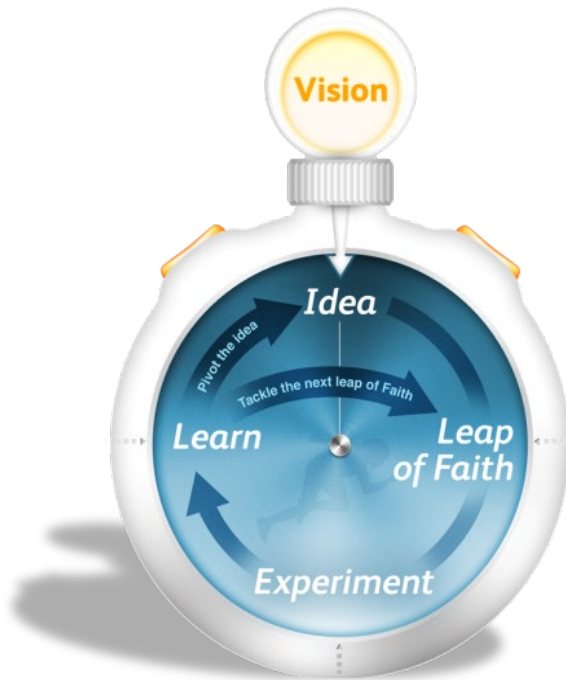 Vision
Idea
Pivot the idea
Tackle the next leap of Faith
Learn
Leap
of Faith
Experiment